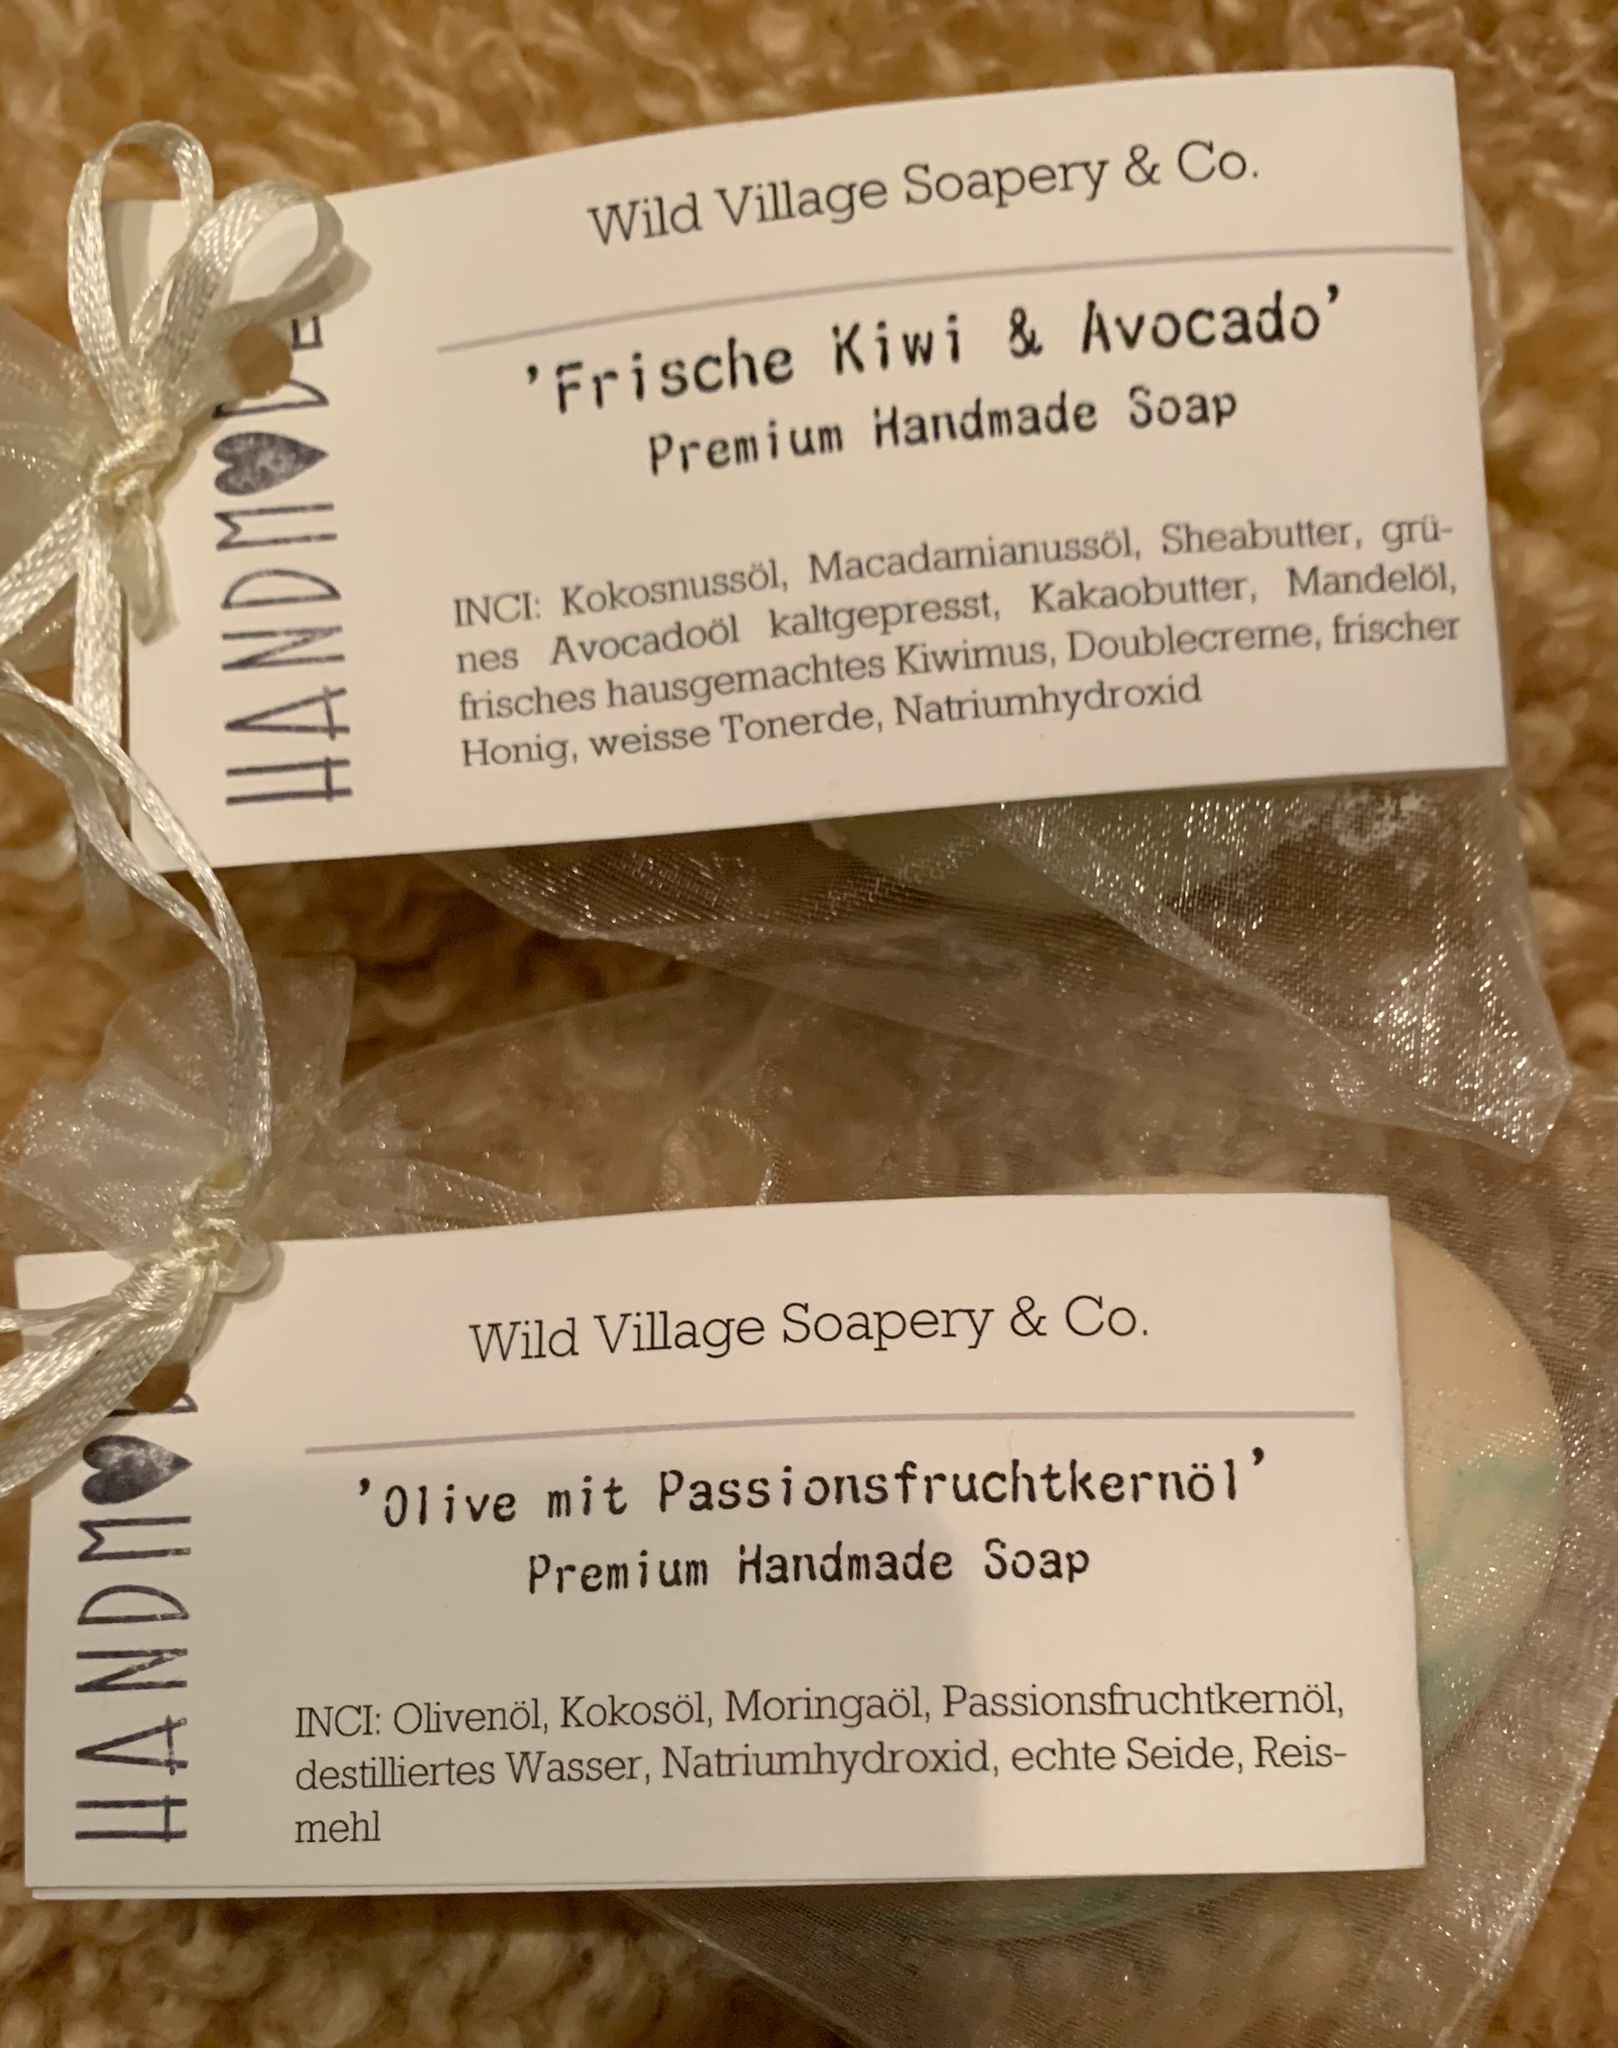 Wild Village Soapery & Co.
'Frische Kiwi & Avocado'
Premium Handmade Soap
INCI: Kokosnussöl, Macadamianussöl, Sheabutter, grü-
nes Avocadoöl kaltgepresst, Kakaobutter, Mandelöl,
frisches hausgemachtes Kiwimus, Doublecreme, frischer
Honig, weisse Tonerde, Natriumhydroxid
HANDM♥DE
Wild Village Soapery & Co.
'Olive mit Passionsfruchtkernöl'
Premium Handmade Soap
INCI: Olivenöl, Kokosöl, Moringaöl, Passionsfruchtkernöl,
destilliertes Wasser, Natriumhydroxid, echte Seide, Reis-
mehl
HANDM♥D